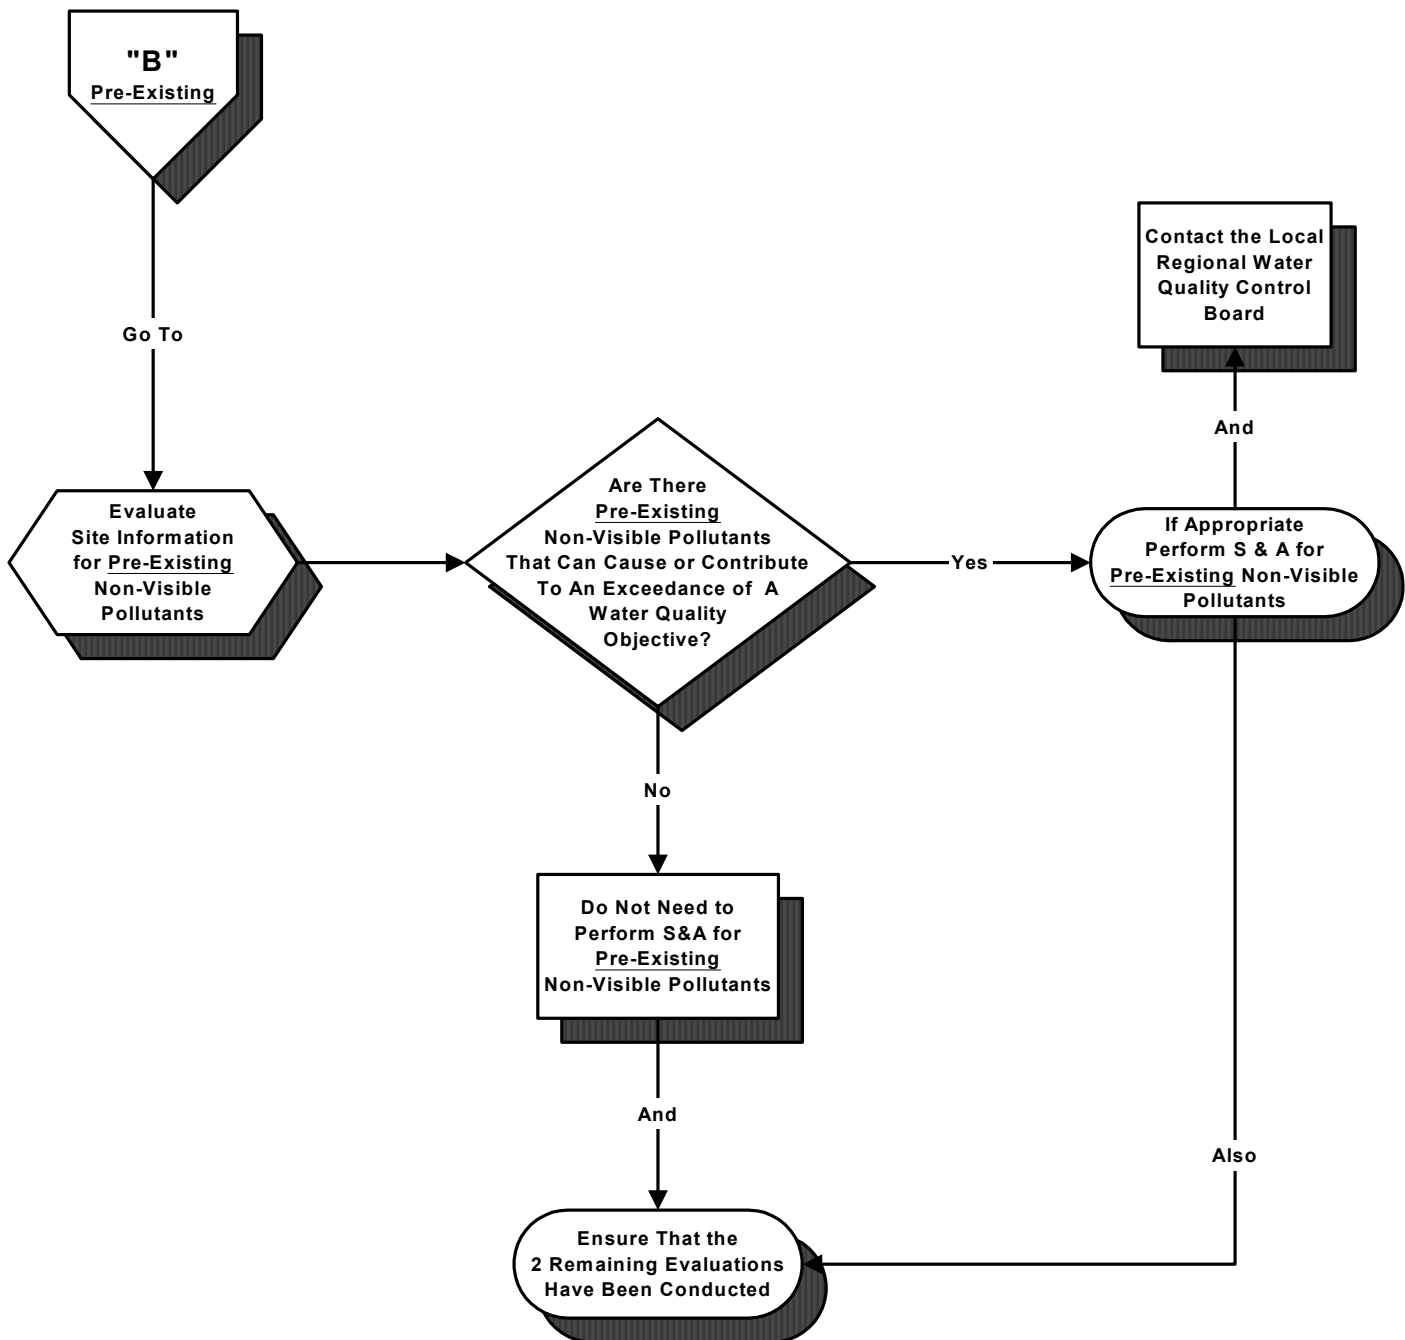 "B"
Pre-Existing
Go To
Evaluate
Site Information
for Pre-Existing
Non-Visible
Pollutants
Are There
Pre-Existing
Non-Visible Pollutants
That Can Cause or Contribute
To An Exceedance of A
Water Quality
Objective?
Yes
If Appropriate
Perform S & A for
Pre-Existing Non-Visible
Pollutants
And
Contact the Local
Regional Water
Quality Control
Board
No
Do Not Need to
Perform S&A for
Pre-Existing
Non-Visible Pollutants
And
Also
Ensure That the
2 Remaining Evaluations
Have Been Conducted